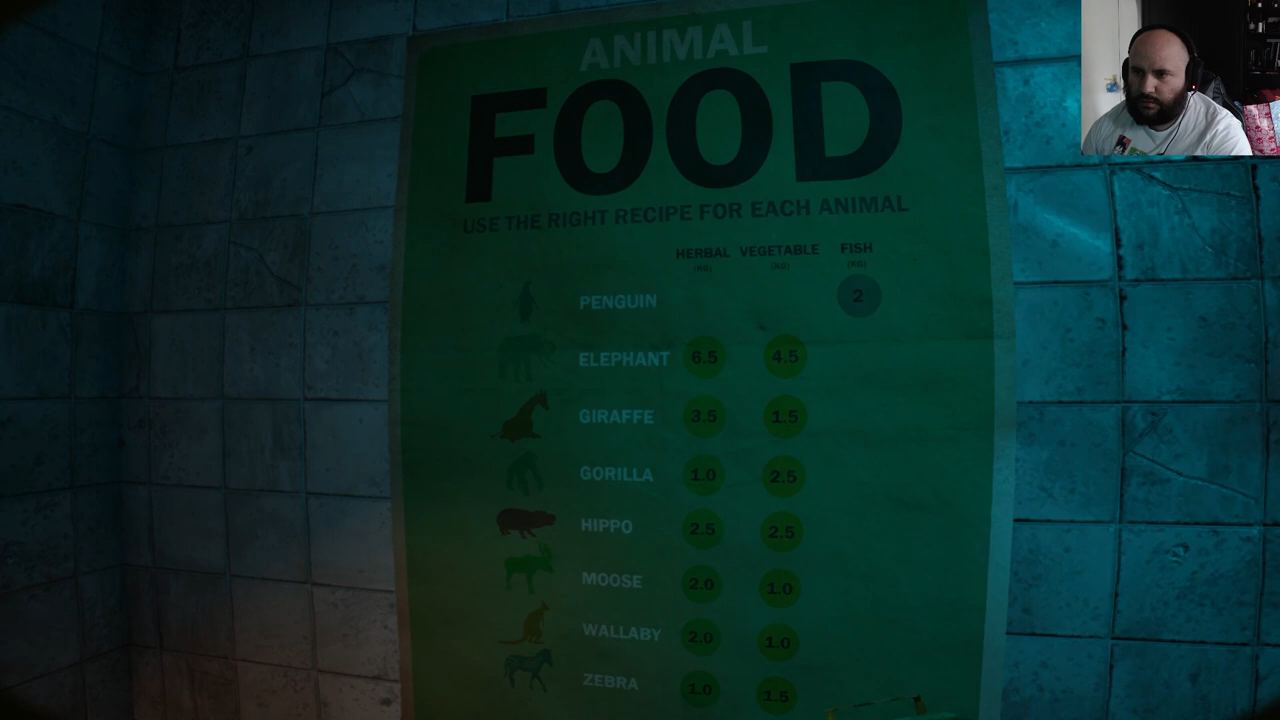 ANIMAL
FOOD
USE THE RIGHT RECIPE FOR EACH ANIMAL
HERBAL VEGETABLE FISH
(KG) (KG) (KG)
PENGUIN 2
ELEPHANT 6.5 4.5
GIRAFFE 3.5 1.5
GORILLA 1.0 2.5
HIPPO 2.5 2.5
MOOSE 2.0 1.0
WALLABY 2.0 1.0
ZEBRA 1.0 1.5